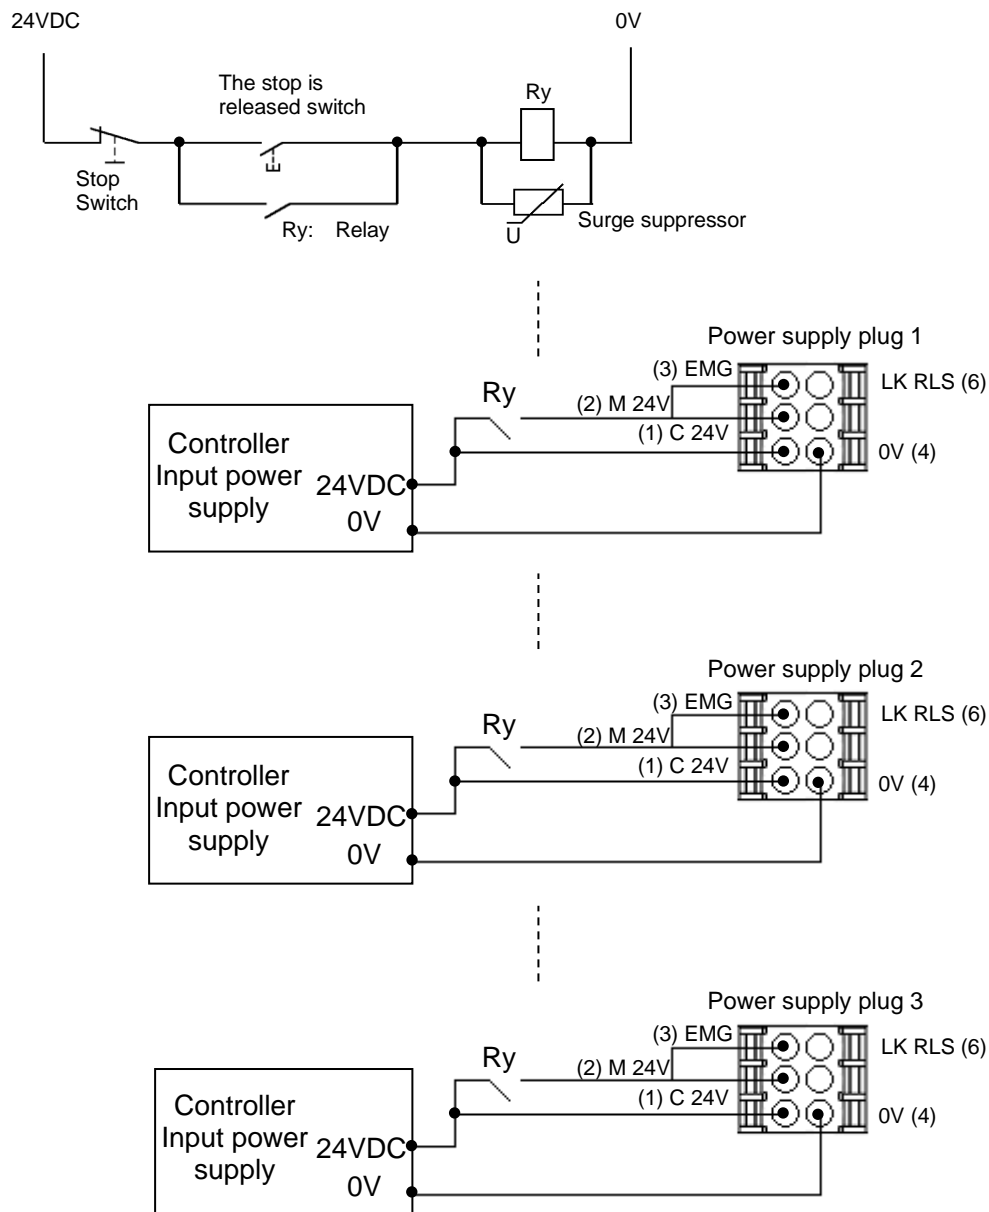 24VDC
0V
The stop is
released switch
Ry
Stop
Switch
Ry: Relay
U
Surge suppressor
Power supply plug 1
(3) EMG
LK RLS (6)
Ry
(2) M 24V
(1) C 24V
0V (4)
Controller
Input power
supply
24VDC
0V
Power supply plug 2
(3) EMG
LK RLS (6)
Ry
(2) M 24V
(1) C 24V
0V (4)
Controller
Input power
supply
24VDC
0V
Power supply plug 3
(3) EMG
LK RLS (6)
Ry
(2) M 24V
(1) C 24V
0V (4)
Controller
Input power
supply
24VDC
0V